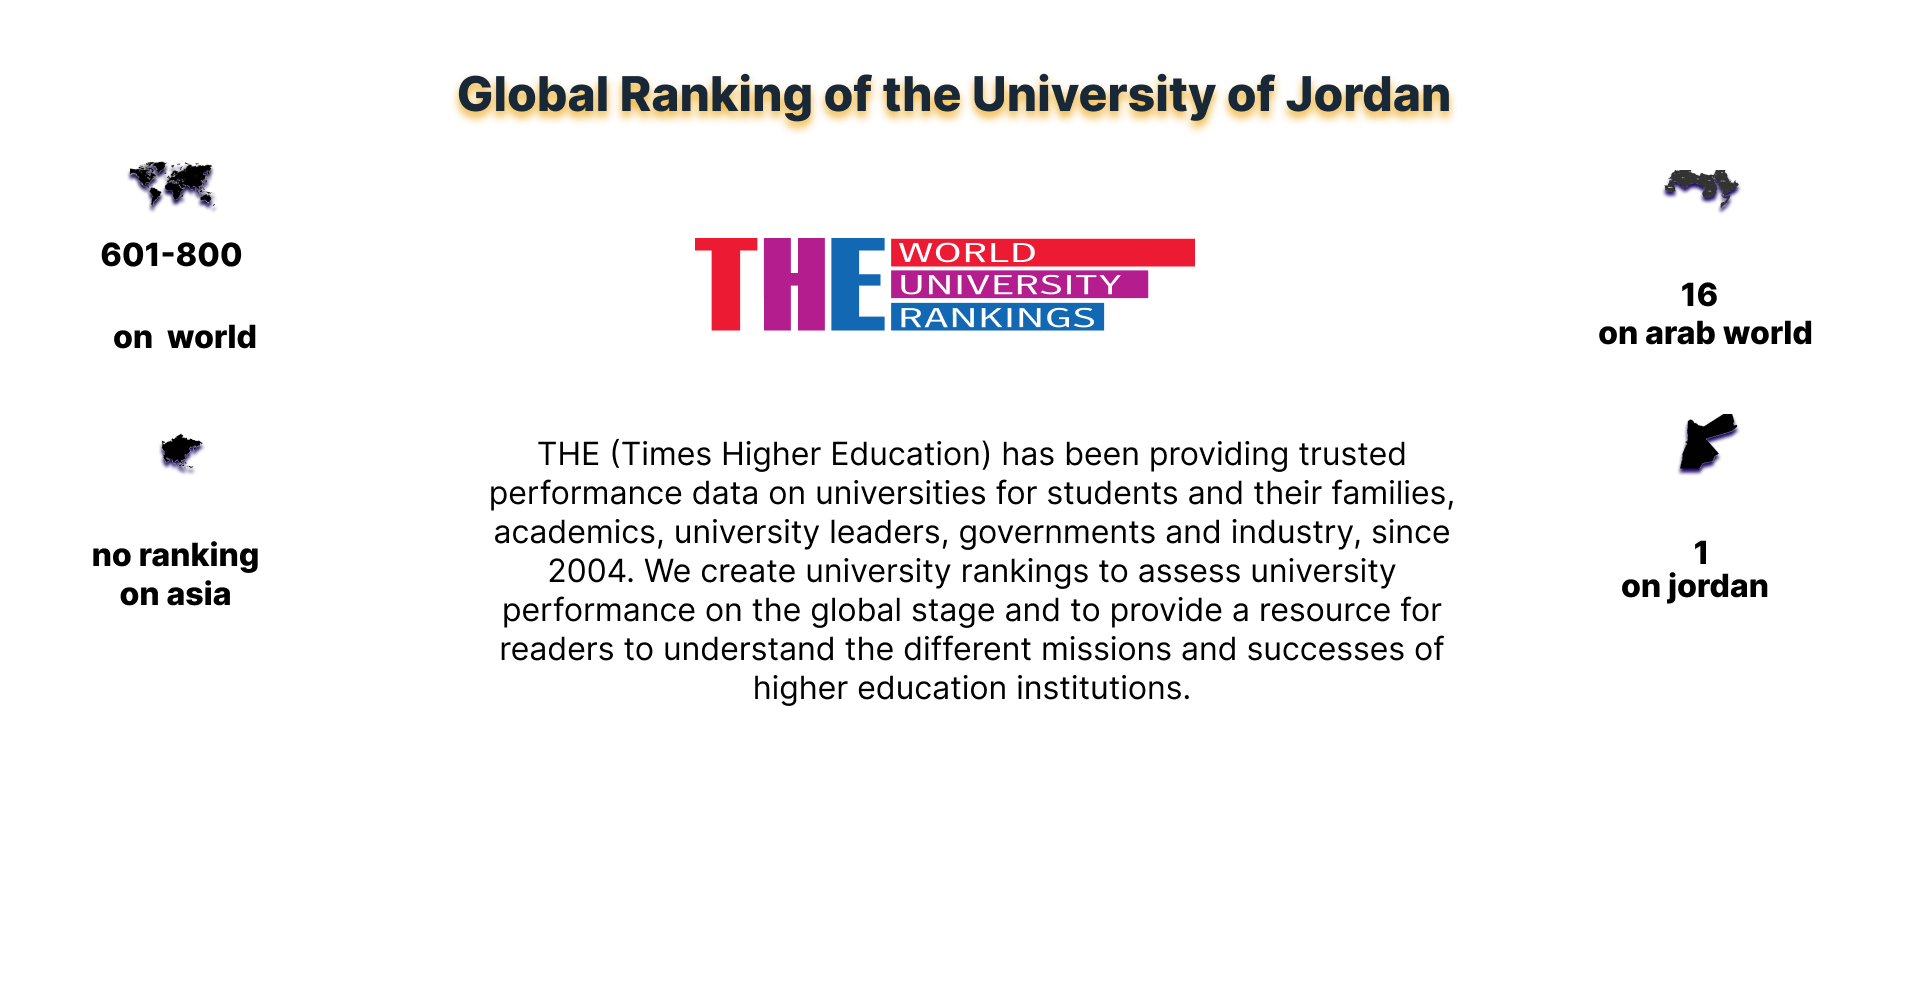 Global Ranking of the University of Jordan
601-800
on world
no ranking
on asia
THE WORLD
UNIVERSITY
RANKINGS
THE (Times Higher Education) has been providing trusted
performance data on universities for students and their families,
academics, university leaders, governments and industry, since
2004. We create university rankings to assess university
performance on the global stage and to provide a resource for
readers to understand the different missions and successes of
higher education institutions.
16
on arab world
1
on jordan